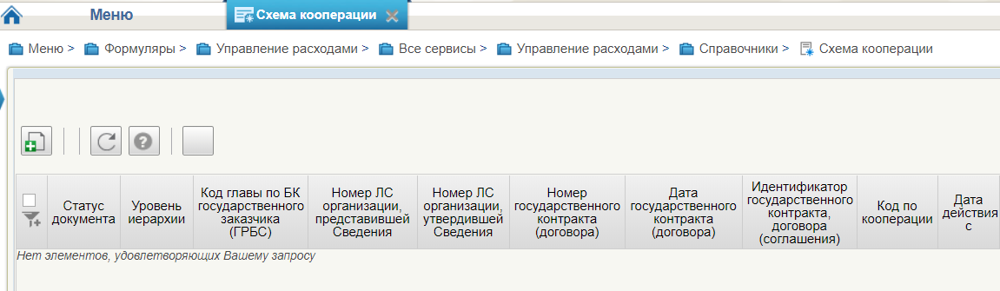 Меню
Схема кооперации
Меню > Формуляры > Управление расходами > Все сервисы > Управление расходами > Справочники > Схема кооперации
Статус
документа
Уровень
иерархии
Код главы по БК
государственного
заказчика
(ГРБС)
Номер ЛС
организации,
представившей
Сведения
Номер ЛС
организации,
утвердившей
Сведения
Номер
государственного
контракта
(договора)
Дата
государственного
контракта
(договора)
Идентификатор
государственного
контракта,
договора
(соглашения)
Код по
кооперации
Дата
действия
с
Нет элементов, удовлетворяющих Вашему запросу